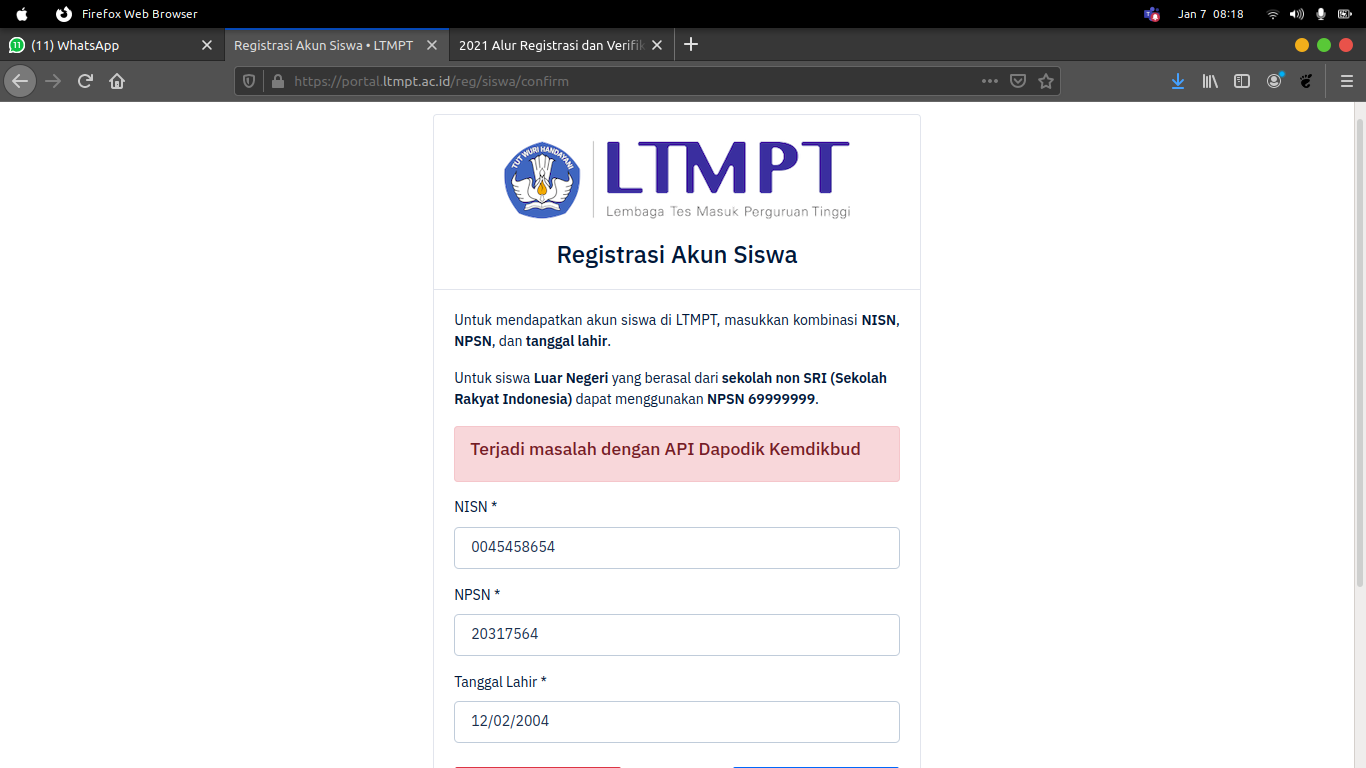 Firefox Web Browser
Jan 7 08:18
11 (11) WhatsApp
Registrasi Akun Siswa • LTMPT
2021 Alur Registrasi dan Verifik
https://portal.ltmpt.ac.id/reg/siswa/confirm
TUT WURI HANDAYANI
LTMPT
Lembaga Tes Masuk Perguruan Tinggi
Registrasi Akun Siswa
Untuk mendapatkan akun siswa di LTMPT, masukkan kombinasi NISN,
NPSN, dan tanggal lahir.
Untuk siswa Luar Negeri yang berasal dari sekolah non SRI (Sekolah
Rakyat Indonesia) dapat menggunakan NPSN 69999999.
Terjadi masalah dengan API Dapodik Kemdikbud
NISN *
0045458654
NPSN *
20317564
Tanggal Lahir *
12/02/2004